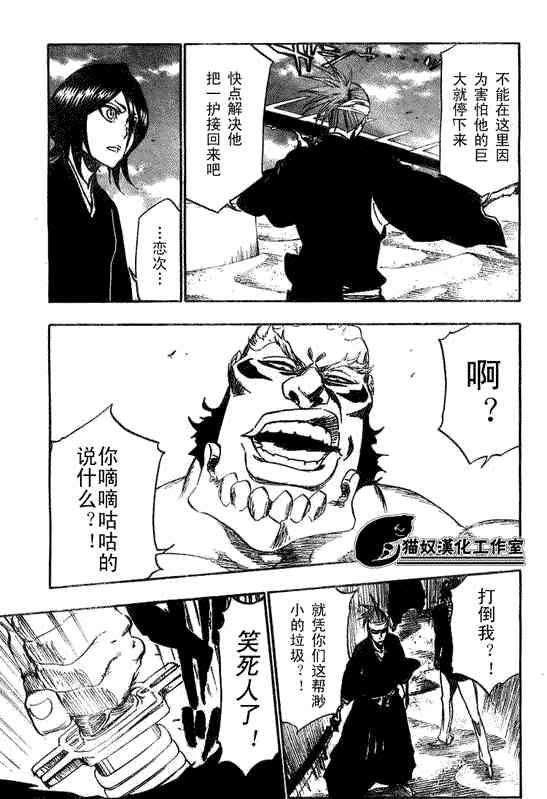 不能在这里因
为害怕他的巨
大就停下来
快点解决他
把一护接回来吧
…恋次…
啊?
你嘀嘀咕咕的
说什么?!
猫奴漢化工作室
打倒我?!
就凭你们这帮渺
小的垃圾?!
笑死人了!